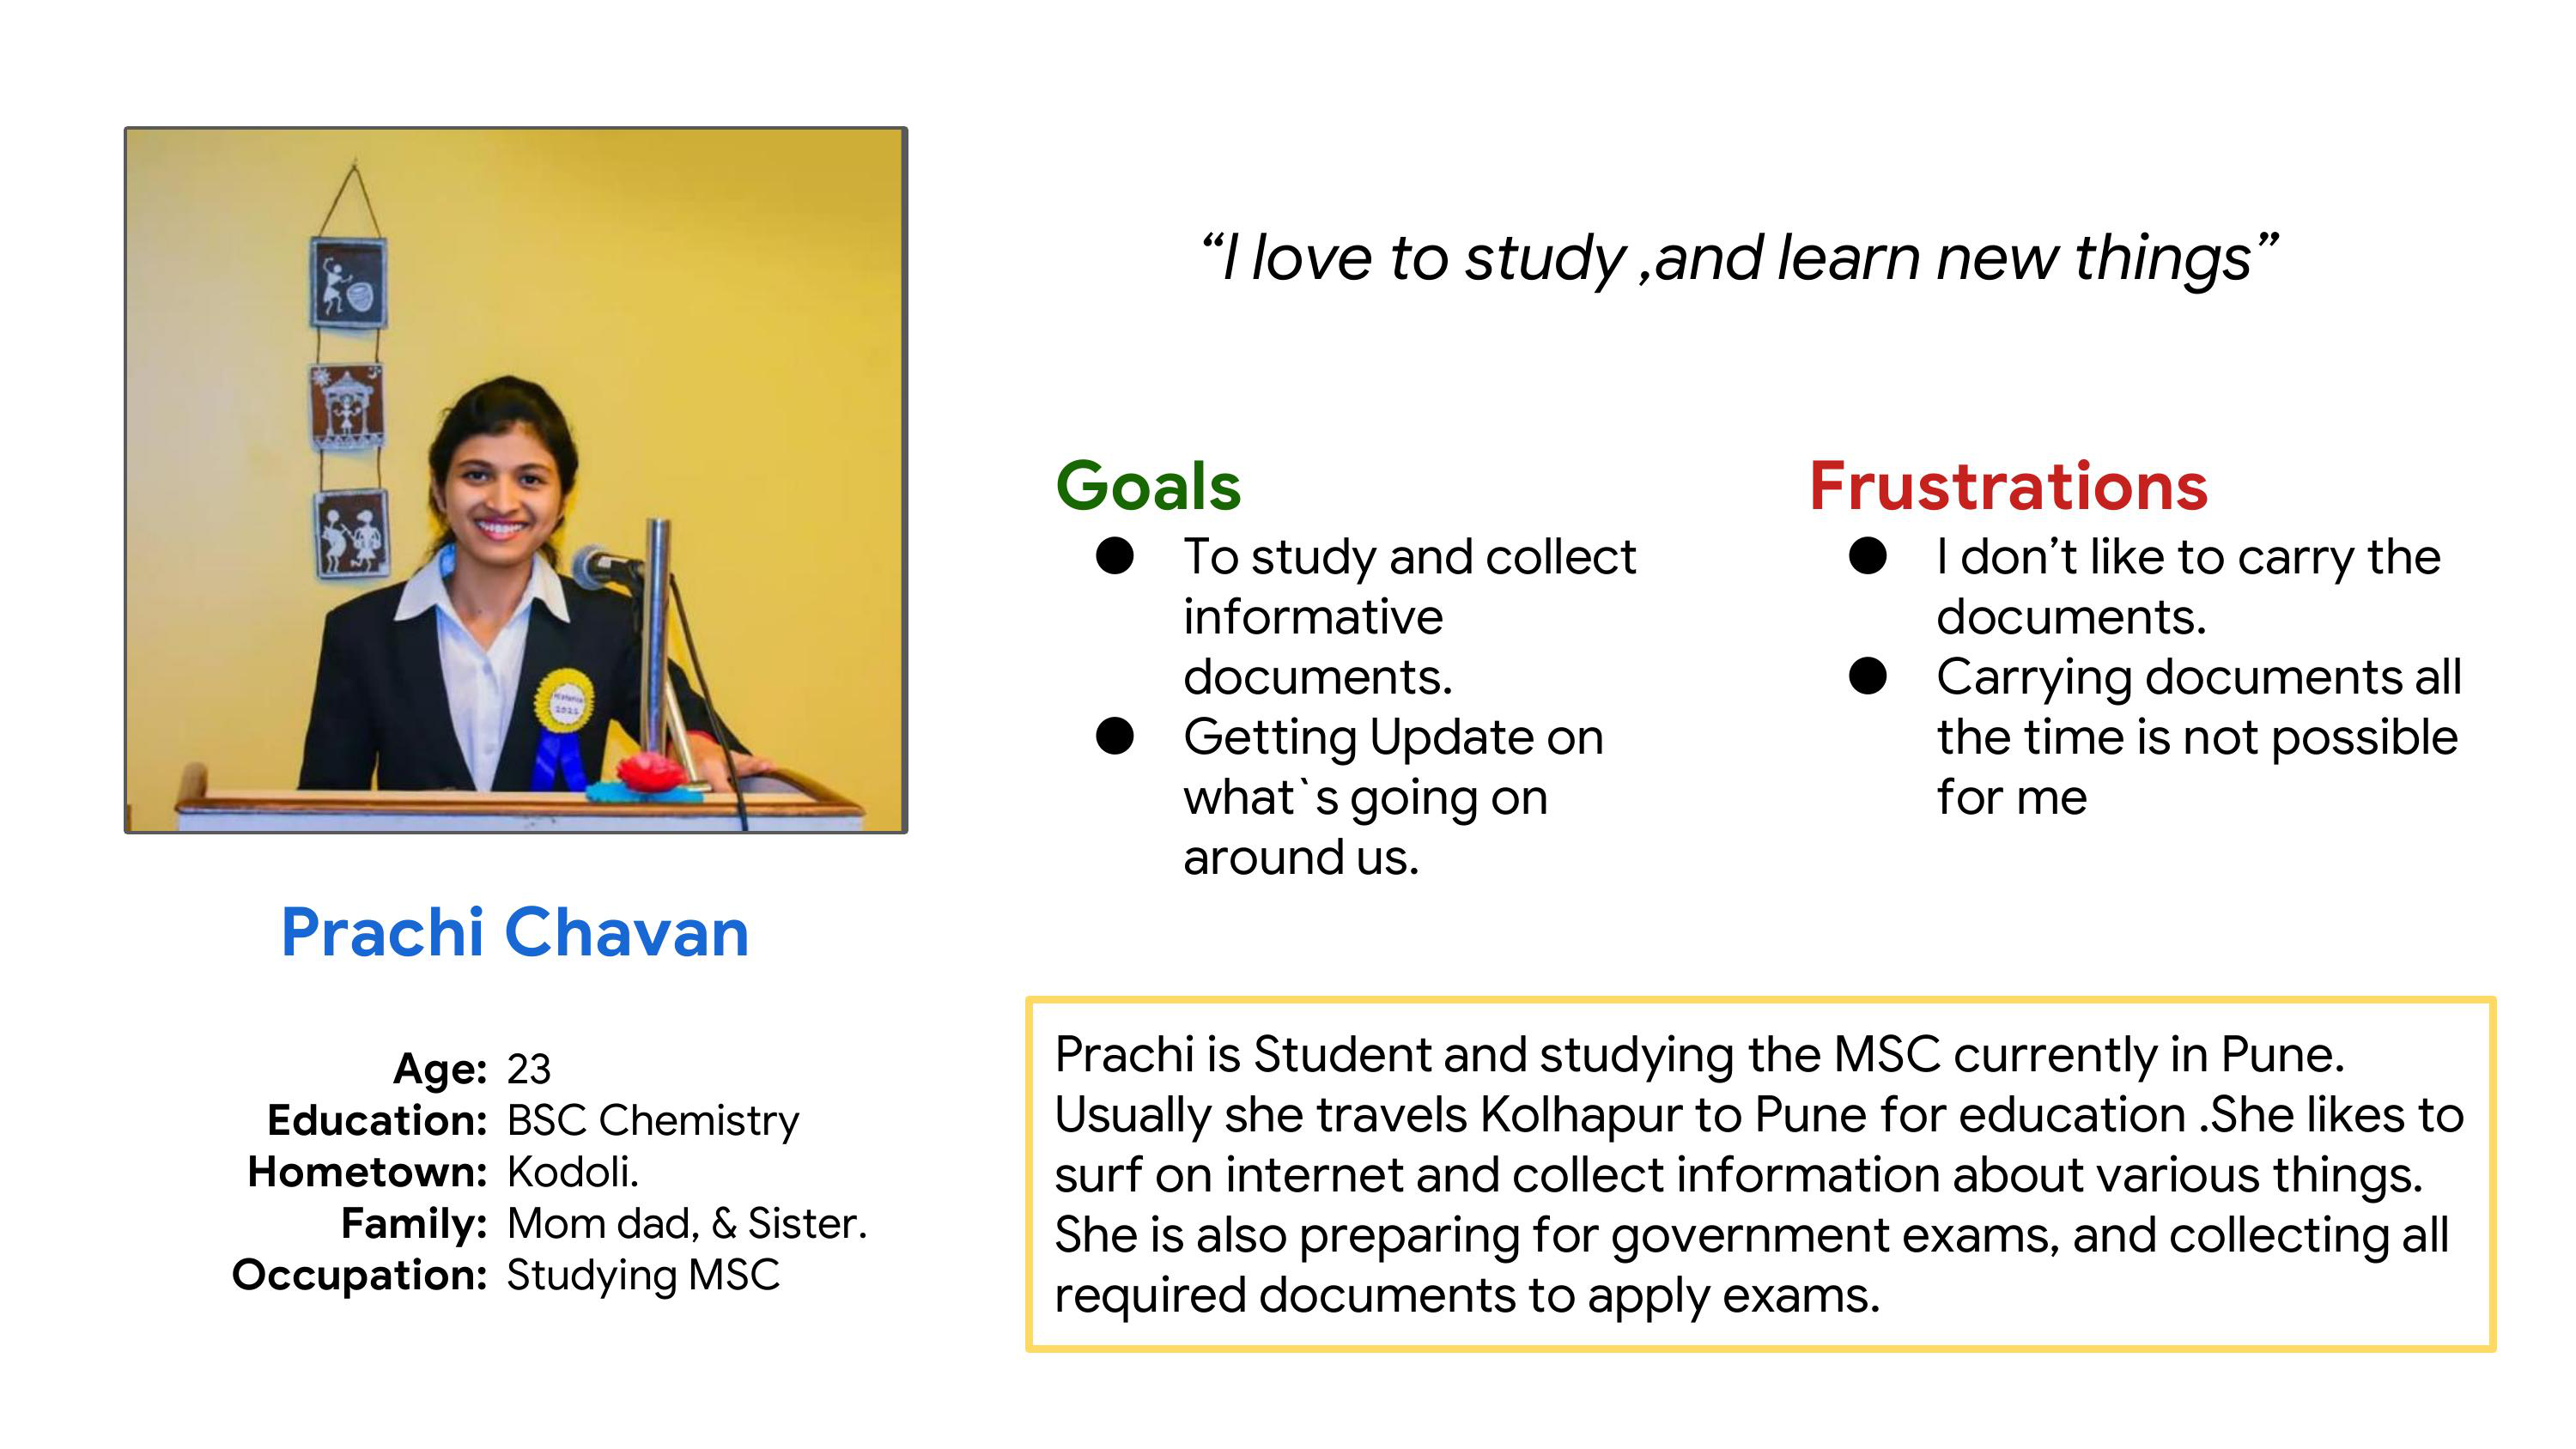 “I love to study ,and learn new things”
Goals
● To study and collect
informative
documents.
● Getting Update on
what`s going on
around us.
Frustrations
● I don’t like to carry the
documents.
● Carrying documents all
the time is not possible
for me
2022
Prachi Chavan
Age: 23
Education: BSC Chemistry
Hometown: Kodoli.
Family: Mom dad, & Sister.
Occupation: Studying MSC
Prachi is Student and studying the MSC currently in Pune.
Usually she travels Kolhapur to Pune for education .She likes to
surf on internet and collect information about various things.
She is also preparing for government exams, and collecting all
required documents to apply exams.